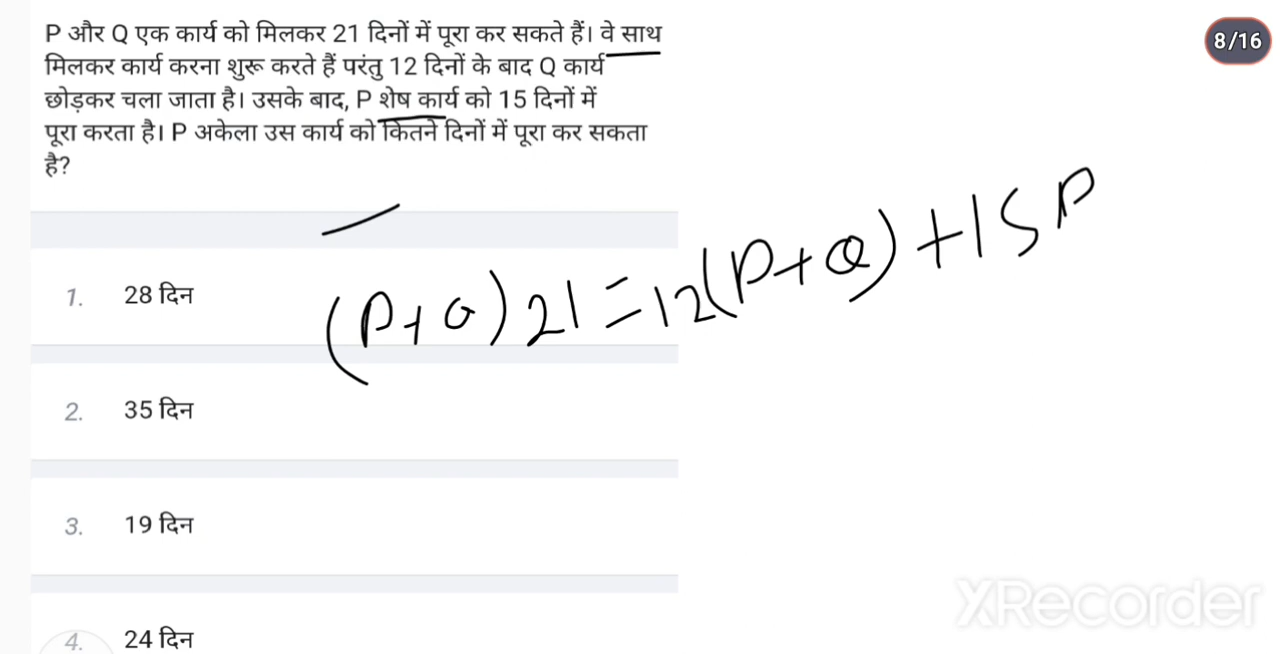 P और Q एक कार्य को मिलकर 21 दिनों में पूरा कर सकते हैं। वे साथ
मिलकर कार्य करना शुरू करते हैं परंतु 12 दिनों के बाद Q कार्य
छोड़कर चला जाता है। उसके बाद, P शेष कार्य को 15 दिनों में
पूरा करता है। P अकेला उस कार्य को कितने दिनों में पूरा कर सकता
है?
8/16
(P+Q) 21 = 12(P+Q) + 15 P
1. 28 दिन
2. 35 दिन
3. 19 दिन
4. 24 दिन
XRecorder